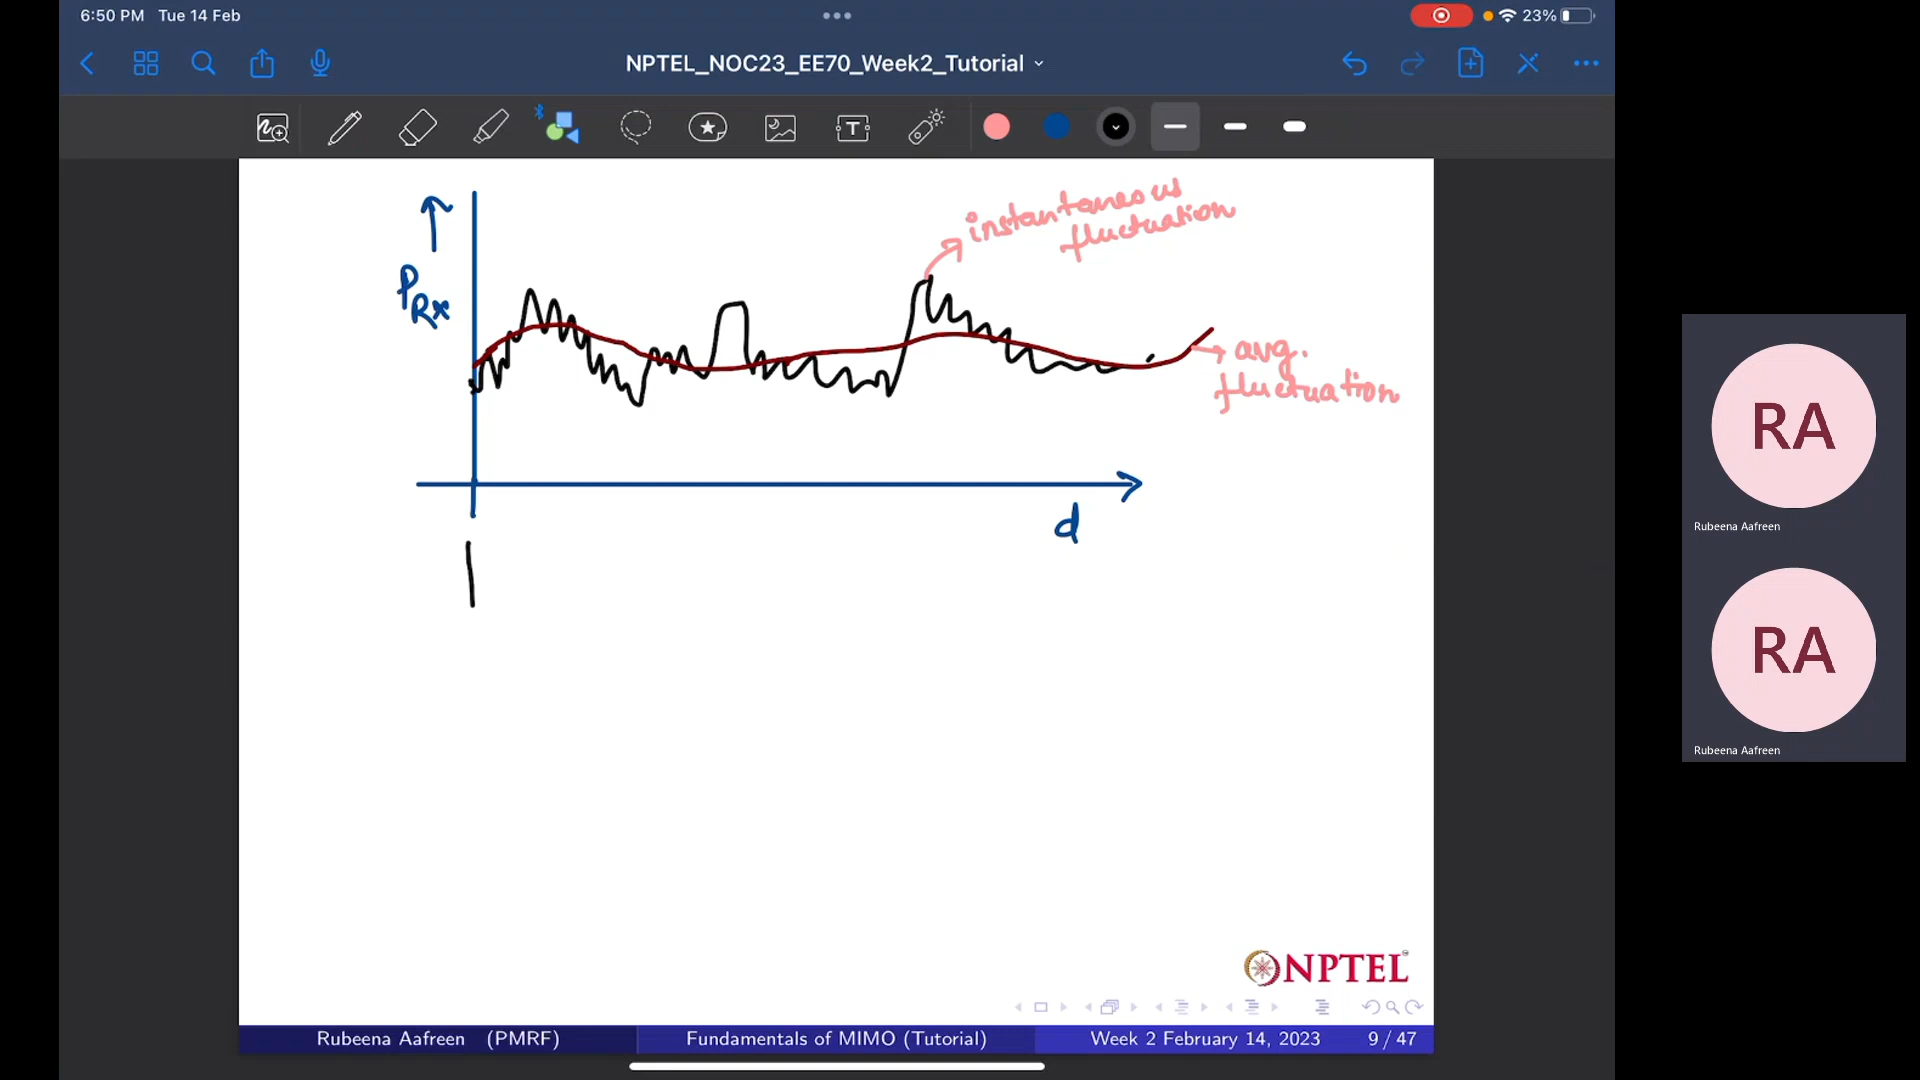 6:50 PM Tue 14 Feb
23%
NPTEL_NOC23_EE70_Week2_Tutorial
T
instantaneous
fluctuation
PRx
avg.
fluctuation
d
RA
Rubeena Aafreen
RA
Rubeena Aafreen
NPTEL
Rubeena Aafreen (PMRF) Fundamentals of MIMO (Tutorial) Week 2 February 14, 2023 9 / 47